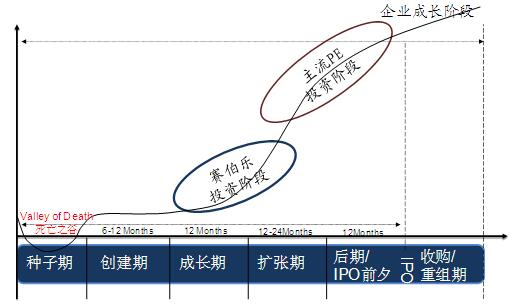 企业成长阶段
主流PE
投资阶段
赛伯乐
投资阶段
Valley of Death
死亡之谷
6-12 Months
12 Months
12-24Months
12Months
种子期
创建期
成长期
扩张期
后期/
IPO前夕
IPO
收购/
重组期